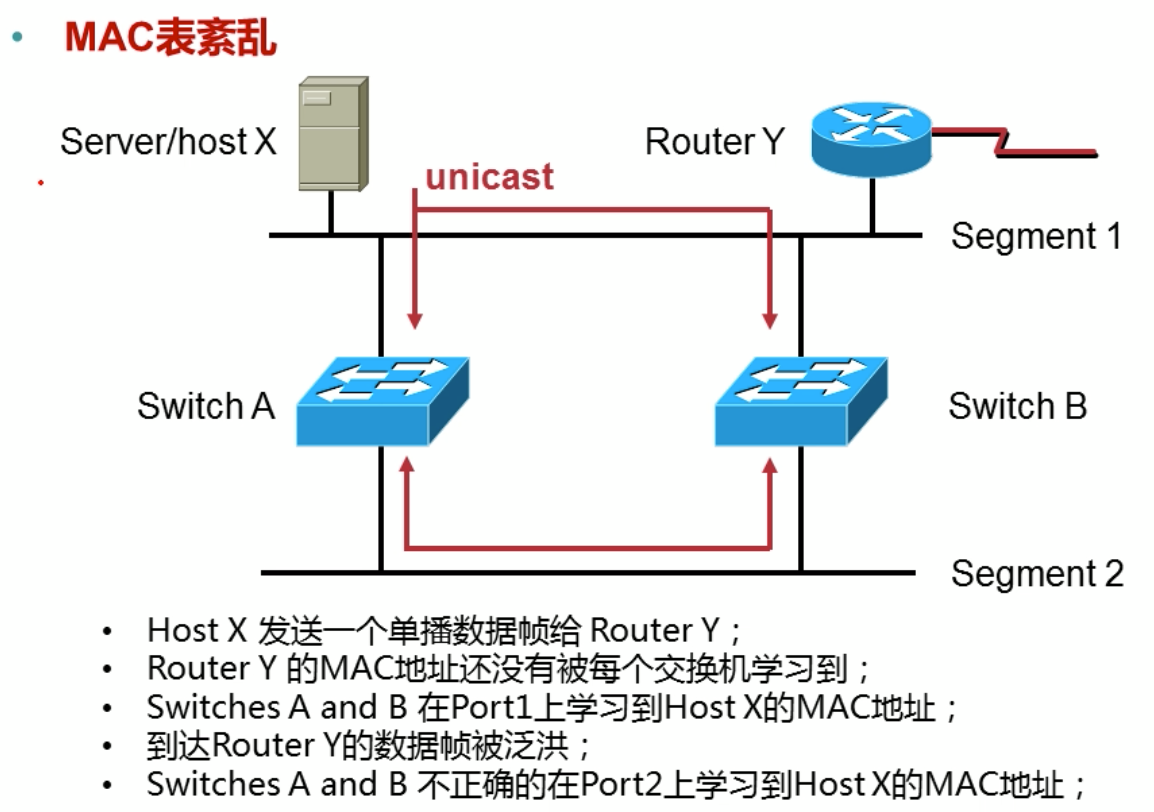 • MAC表紊乱
Server/host X
Router Y
unicast
Segment 1
Switch A
Switch B
Segment 2
• Host X 发送一个单播数据帧给 Router Y；
• Router Y 的MAC地址还没有被每个交换机学习到；
• Switches A and B 在Port1上学习到Host X的MAC地址；
• 到达Router Y的数据帧被泛洪；
• Switches A and B 不正确的在Port2上学习到Host X的MAC地址；